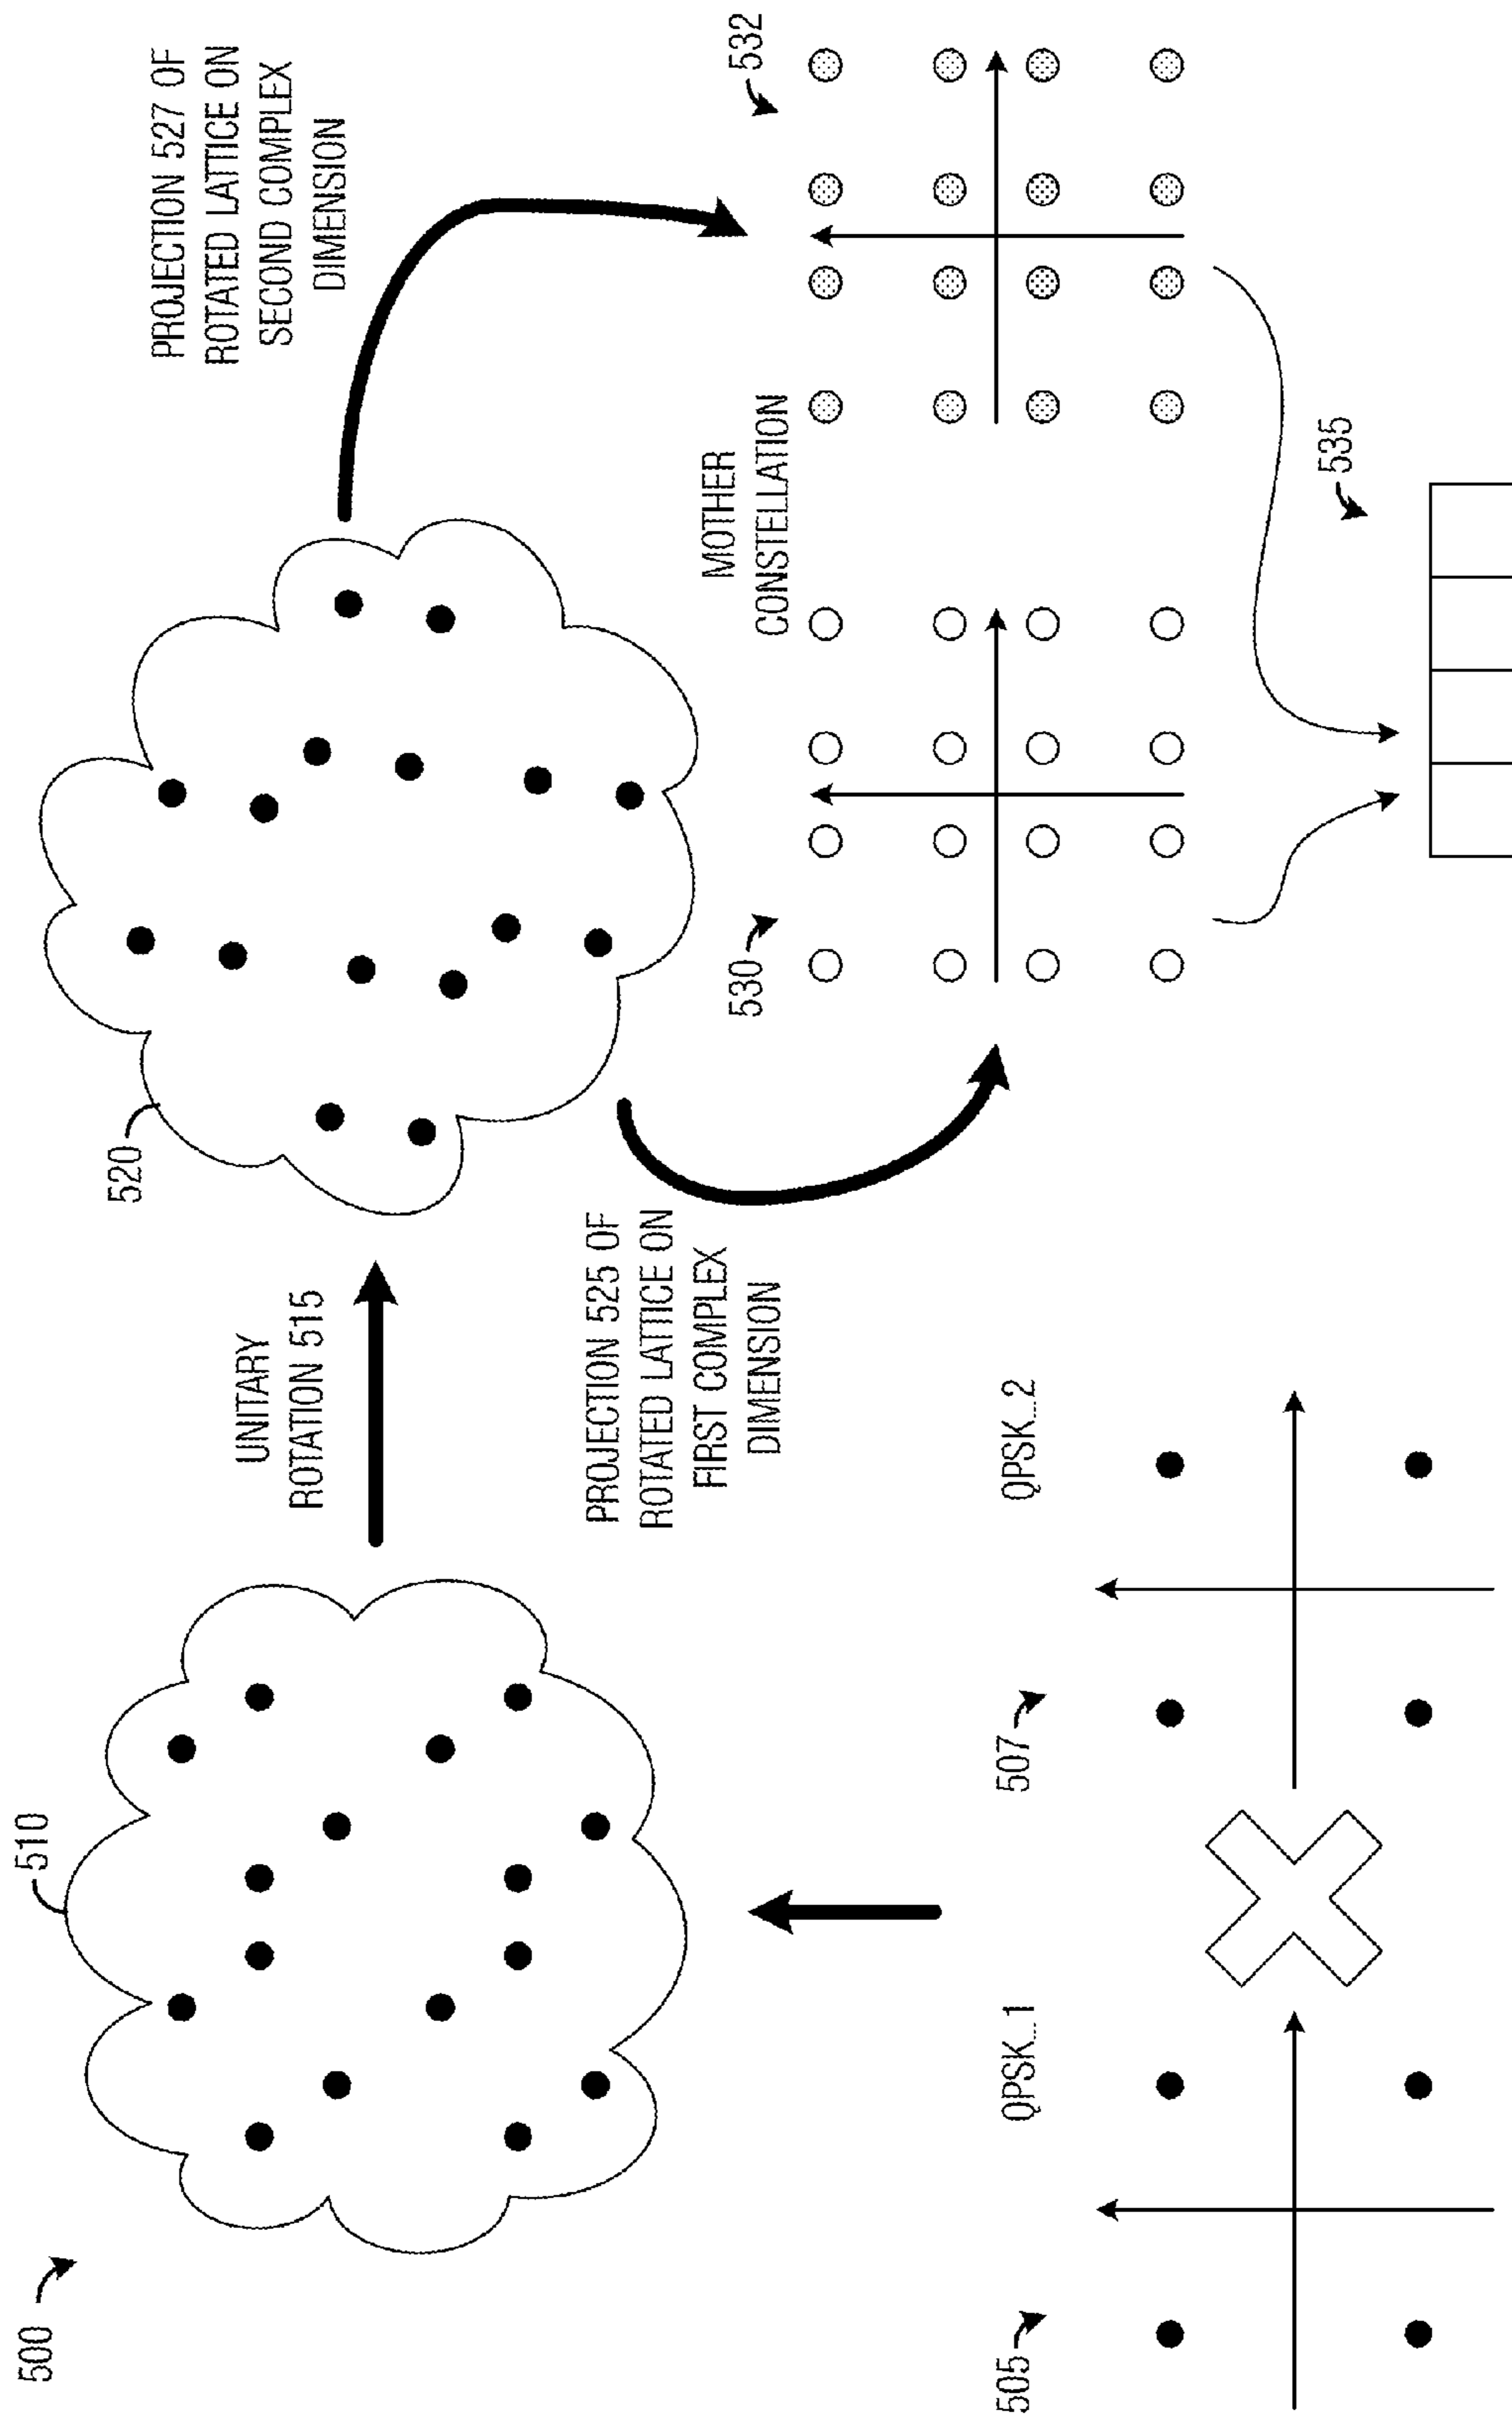 500
510
UNITARY
ROTATION 515
520
PROJECTION 527 OF
ROTATED LATTICE ON
SECOND COMPLEX
DIMENSION
PROJECTION 525 OF
ROTATED LATTICE ON
FIRST COMPLEX
DIMENSION
505
QPSK_1
507
QPSK_2
530
MOTHER
CONSTELLATION
532
535